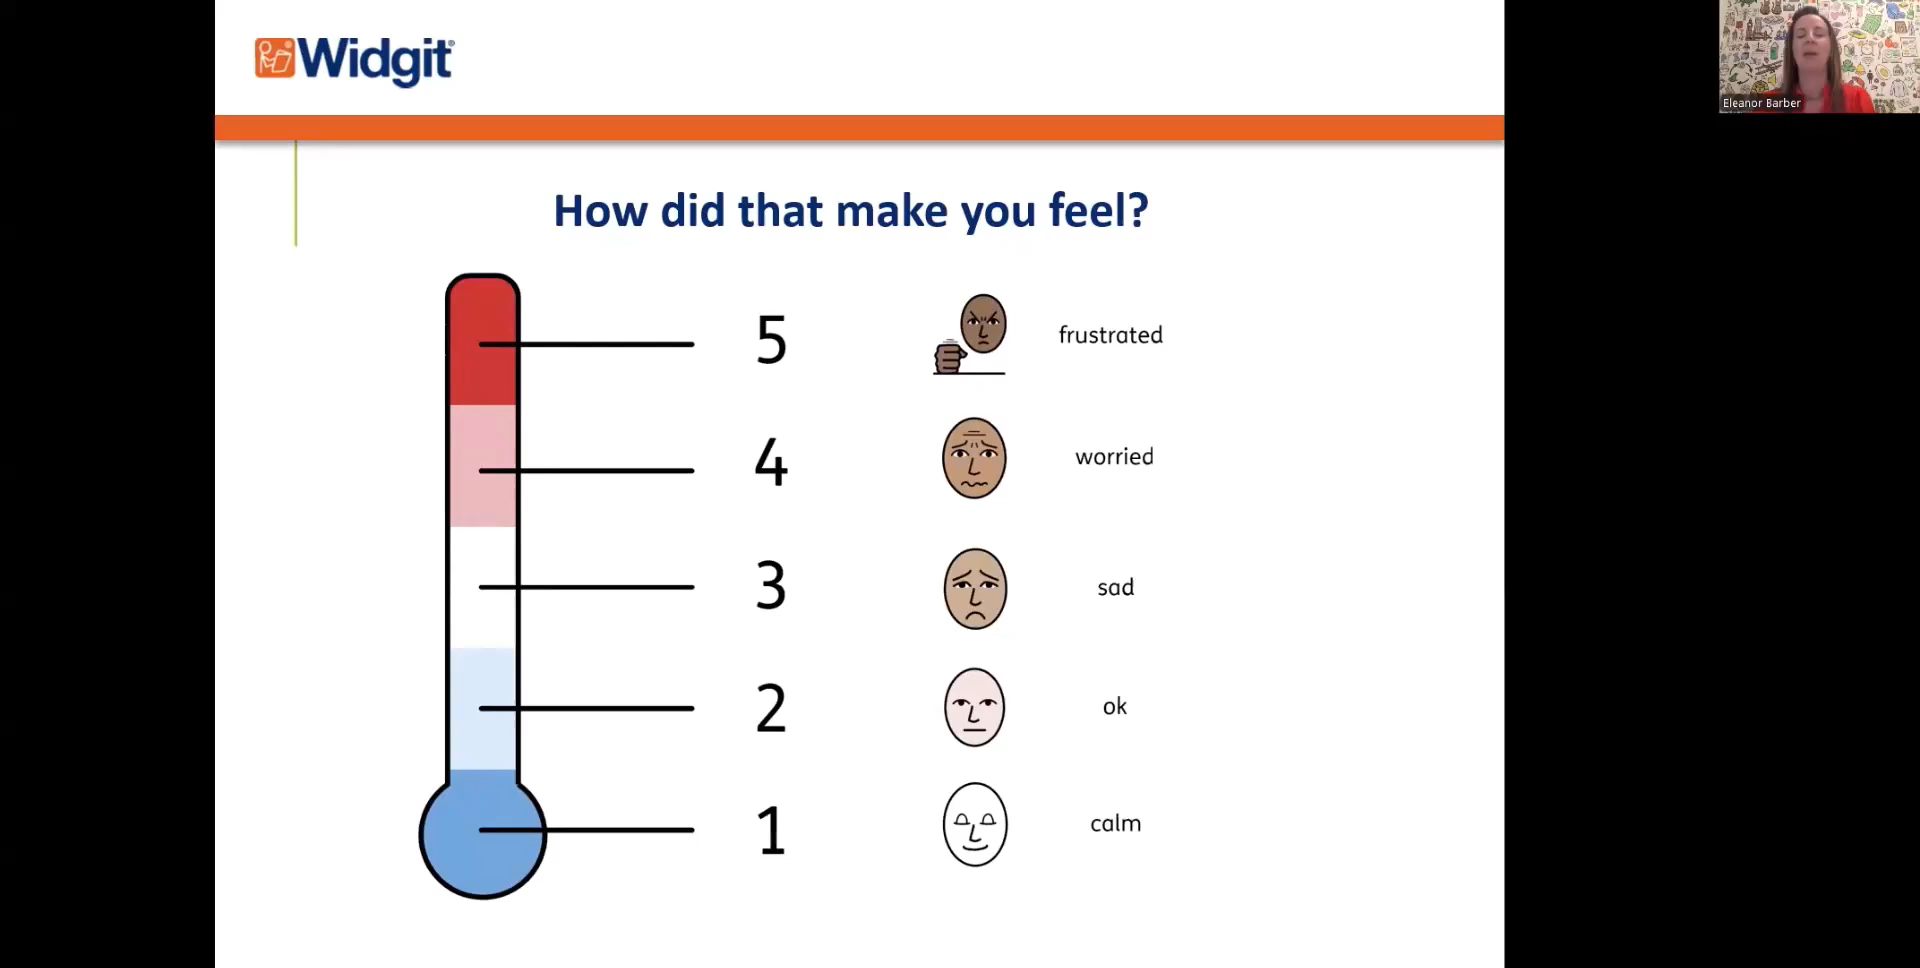 Widgit
Eleanor Barber
How did that make you feel?
5 frustrated
4 worried
3 sad
2 ok
1 calm